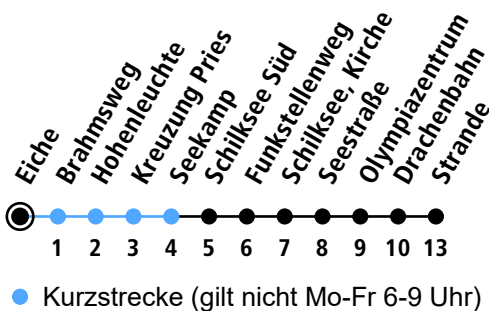 Eiche
Brahmsweg
Hohenleuchte
Kreuzung Pries
Seekamp
Schilksee Süd
Funkstellenweg
Schilksee, Kirche
Seestraße
Olympiazentrum
Drachenbahn
Strande
1 2 3 4 5 6 7 8 9 10 13
Kurzstrecke (gilt nicht Mo-Fr 6-9 Uhr)